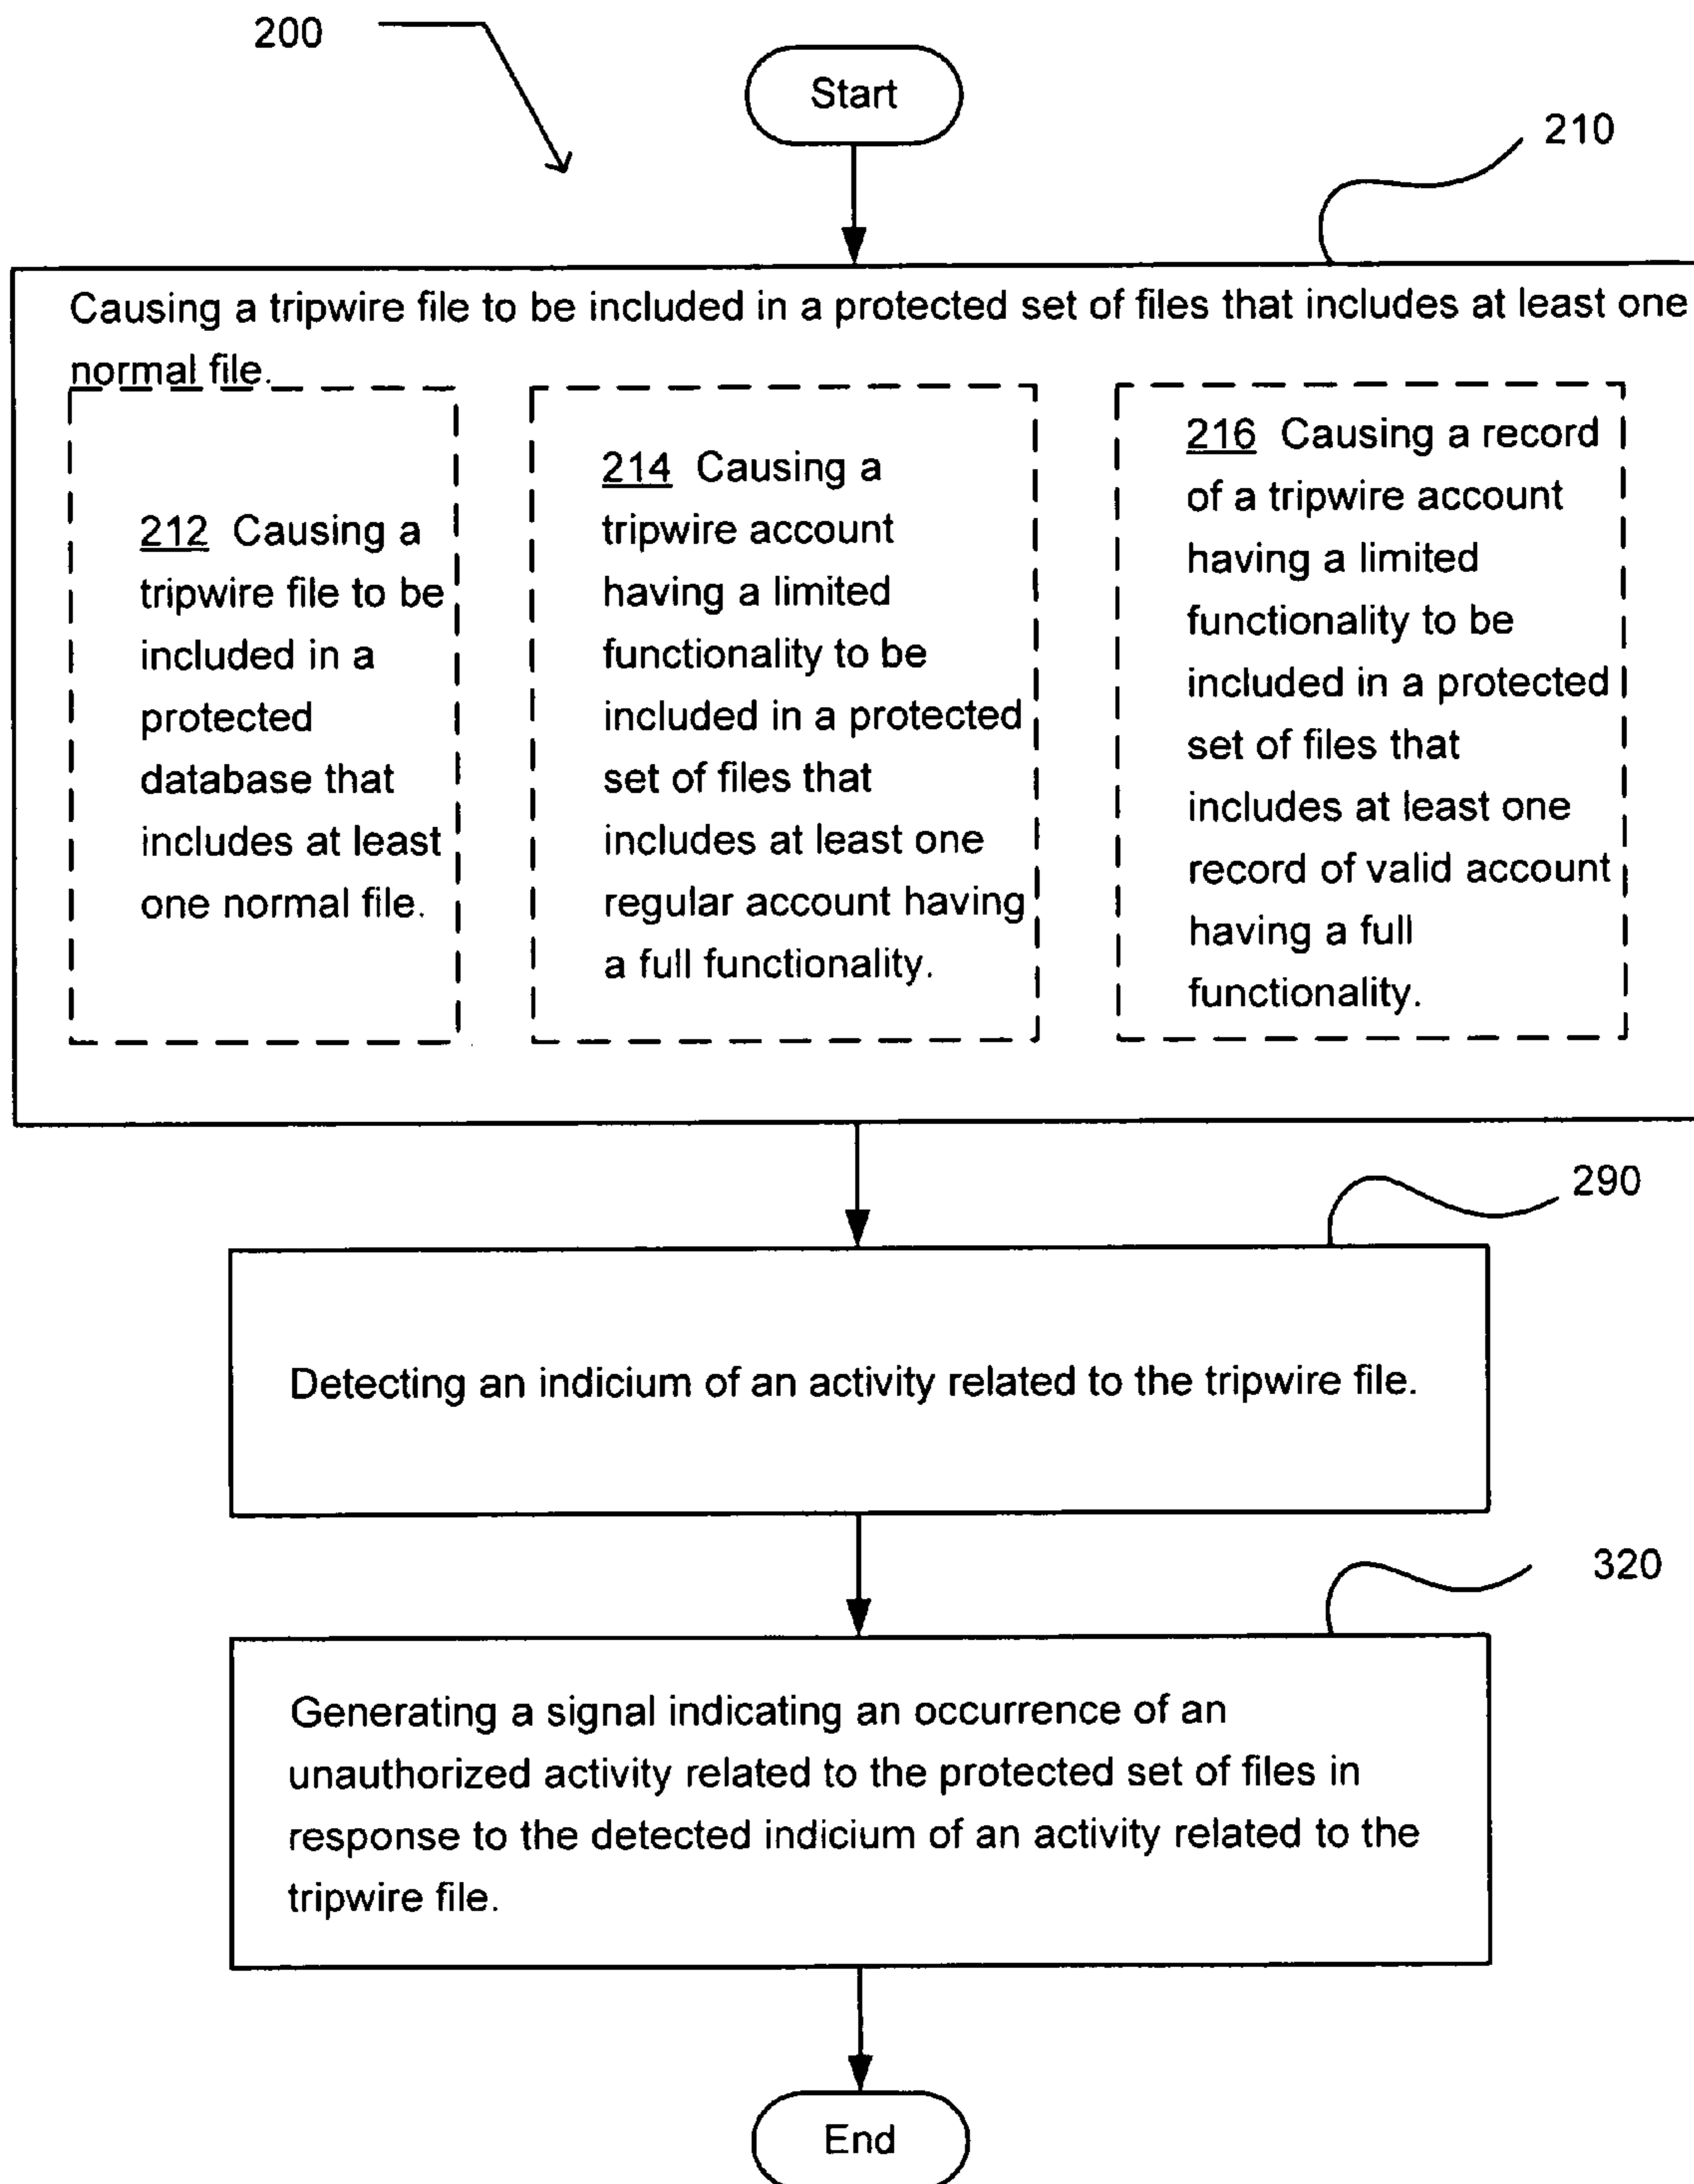 200
Start
210
Causing a tripwire file to be included in a protected set of files that includes at least one
normal file.
212 Causing a
tripwire file to be
included in a
protected
database that
includes at least
one normal file.
214 Causing a
tripwire account
having a limited
functionality to be
included in a protected
set of files that
includes at least one
regular account having
a full functionality.
216 Causing a record
of a tripwire account
having a limited
functionality to be
included in a protected
set of files that
includes at least one
record of valid account
having a full
functionality.
290
Detecting an indicium of an activity related to the tripwire file.
320
Generating a signal indicating an occurrence of an
unauthorized activity related to the protected set of files in
response to the detected indicium of an activity related to the
tripwire file.
End